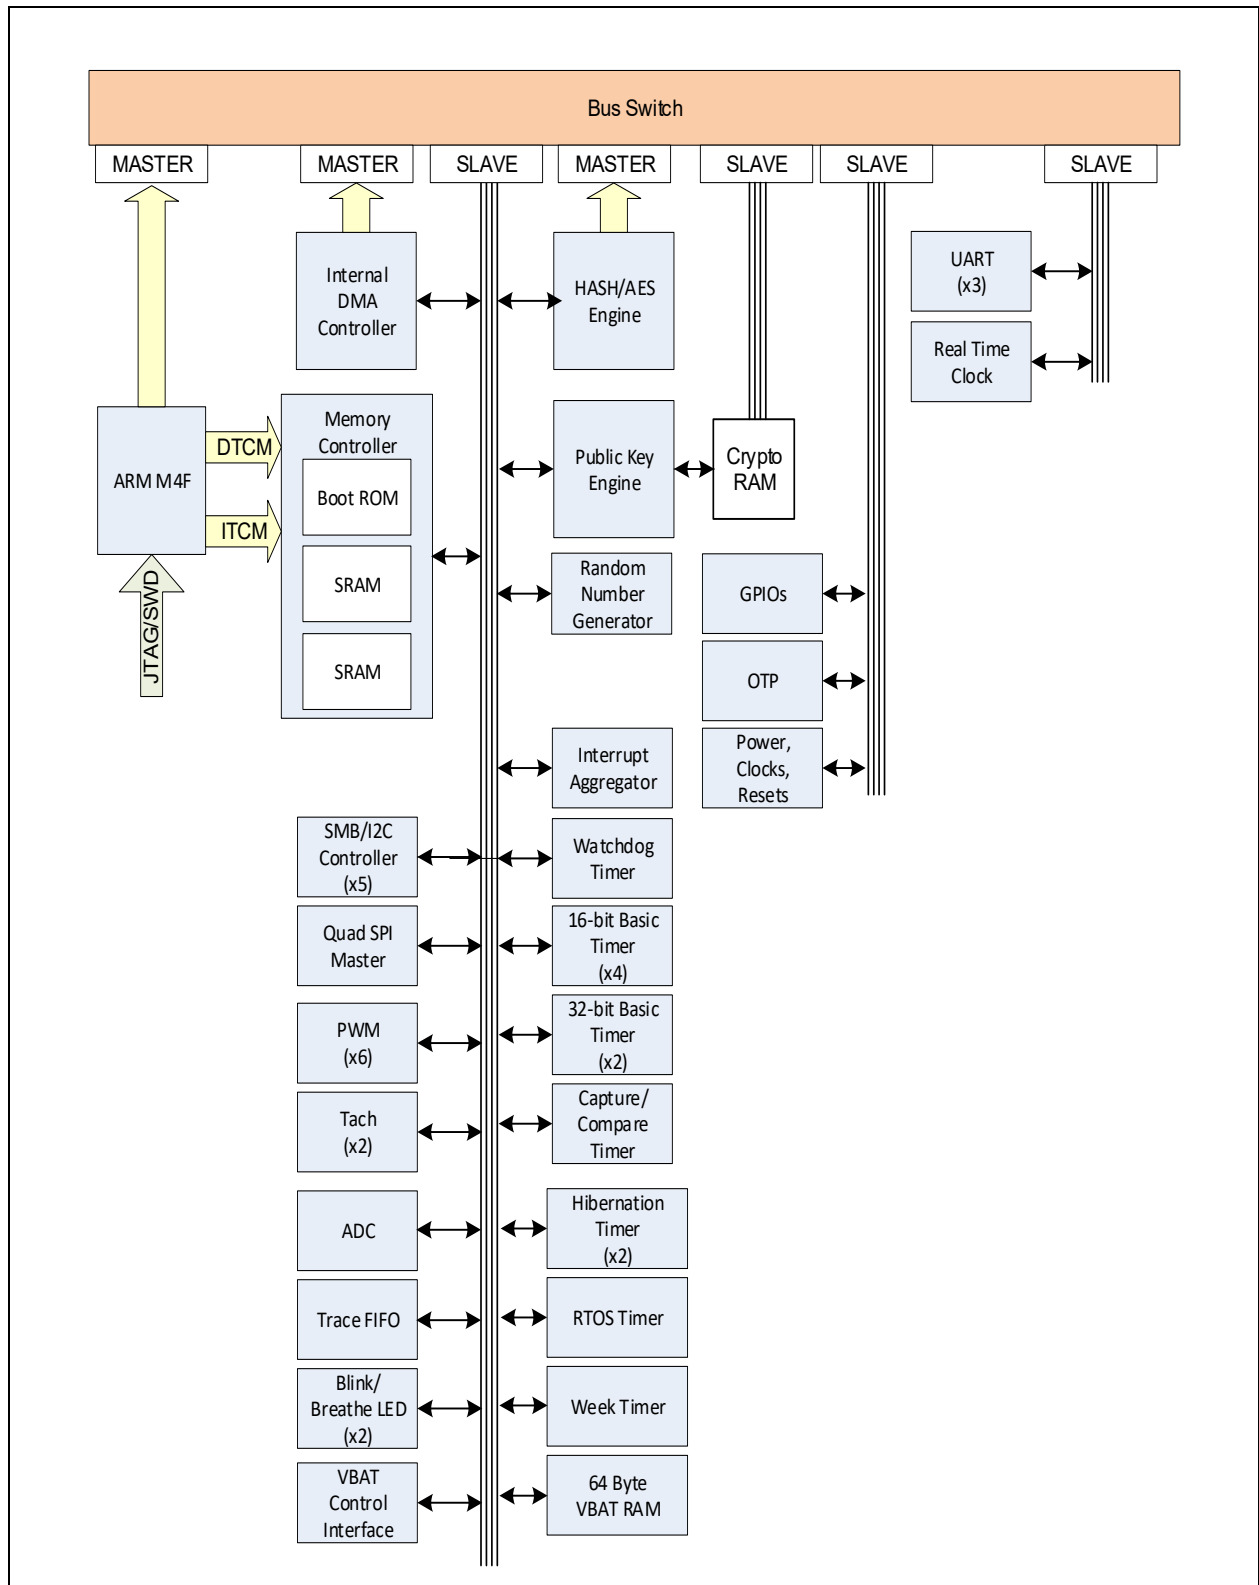 Bus Switch
MASTER
MASTER
SLAVE
MASTER
SLAVE
SLAVE
SLAVE
Internal
DMA
Controller
HASH/AES
Engine
UART
(x3)
Real Time
Clock
ARM M4F
DTCM
ITCM
JTAG/SWD
Memory
Controller
Boot ROM
SRAM
SRAM
Public Key
Engine
Crypto
RAM
Random
Number
Generator
GPIOs
OTP
Interrupt
Aggregator
Power,
Clocks,
Resets
SMB/I2C
Controller
(x5)
Watchdog
Timer
Quad SPI
Master
16-bit Basic
Timer
(x4)
PWM
(x6)
32-bit Basic
Timer
(x2)
Tach
(x2)
Capture/
Compare
Timer
ADC
Hibernation
Timer
(x2)
Trace FIFO
RTOS Timer
Blink/
Breathe LED
(x2)
Week Timer
VBAT
Control
Interface
64 Byte
VBAT RAM